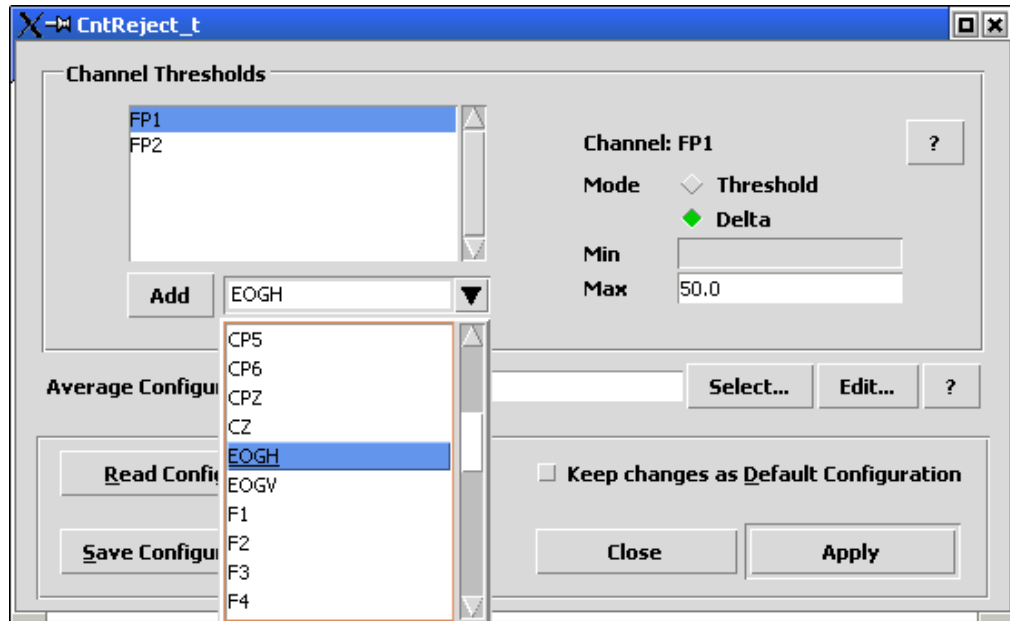 CntReject_t
Channel Thresholds
FP1
FP2
Channel: FP1
?
Mode
Threshold
Delta
Min
Max
50.0
Add
EOGH
CP5
CP6
CPZ
CZ
EOGH
EOGV
F1
F2
F3
F4
Average Configu
Select...
Edit...
?
Read Confi
Keep changes as Default Configuration
Save Configu
Close
Apply